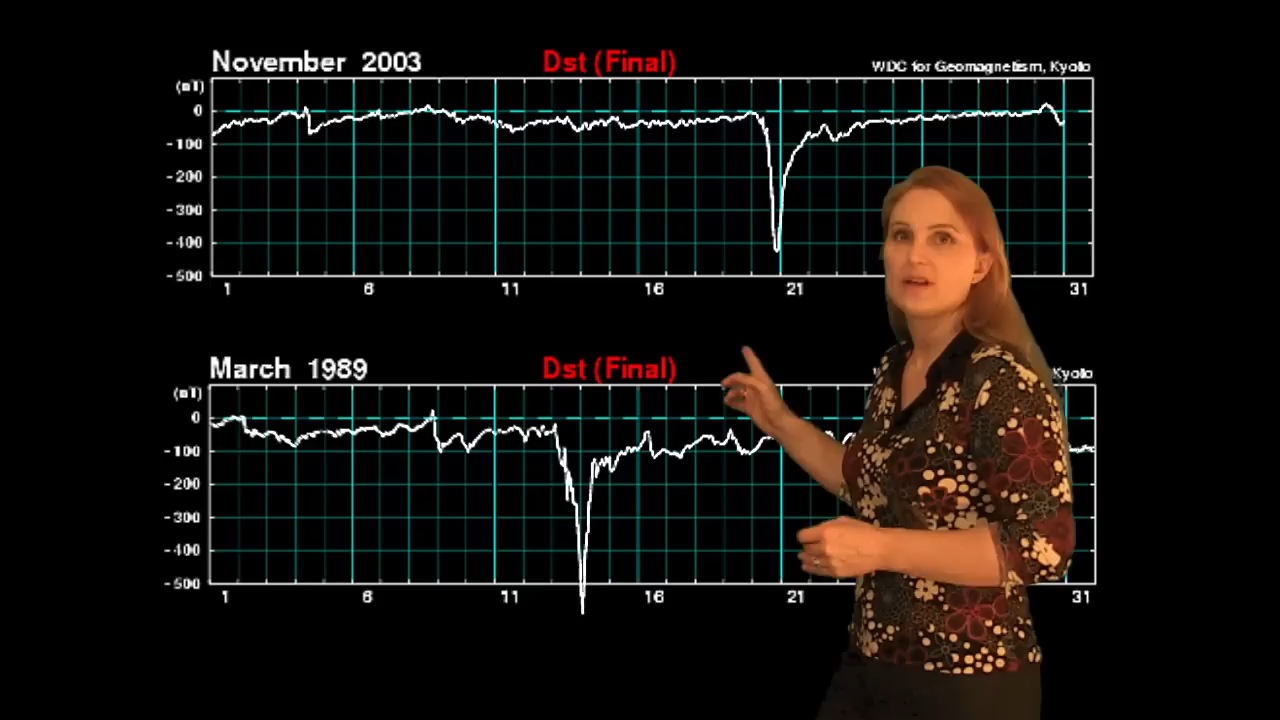 November 2003 Dst (Final) WDC for Geomagnetism, Kyoto
(nT)
0
-100
-200
-300
-400
-500
1 6 11 16 21 31
March 1989 Dst (Final) Kyoto
(nT)
0
-100
-200
-300
-400
-500
1 6 11 16 21 31